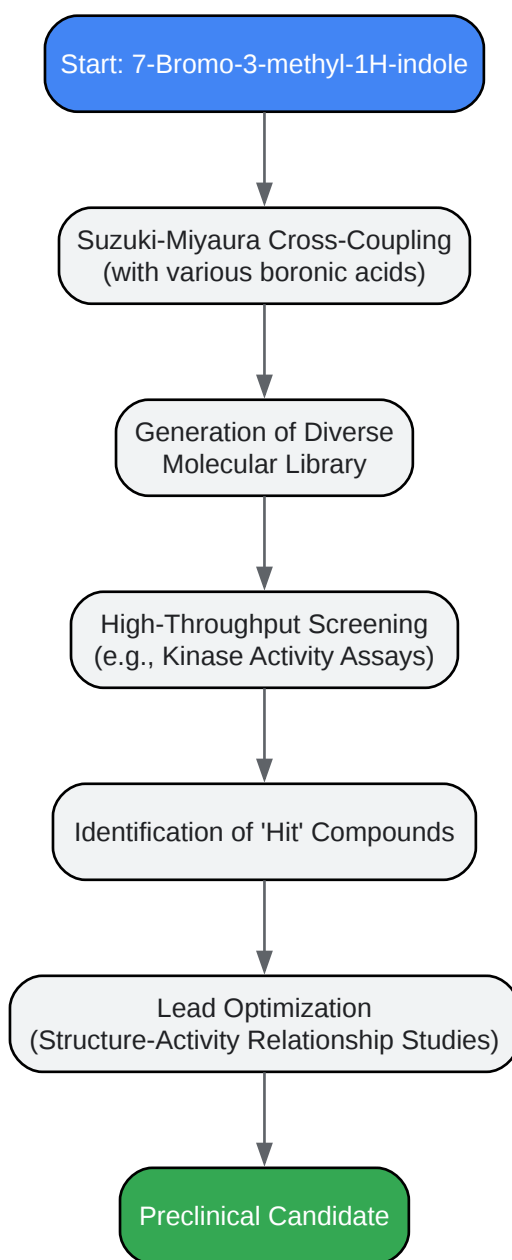 Start: 7-Bromo-3-methyl-1H-indole
Suzuki-Miyaura Cross-Coupling
(with various boronic acids)
Generation of Diverse
Molecular Library
High-Throughput Screening
(e.g., Kinase Activity Assays)
Identification of 'Hit' Compounds
Lead Optimization
(Structure-Activity Relationship Studies)
Preclinical Candidate